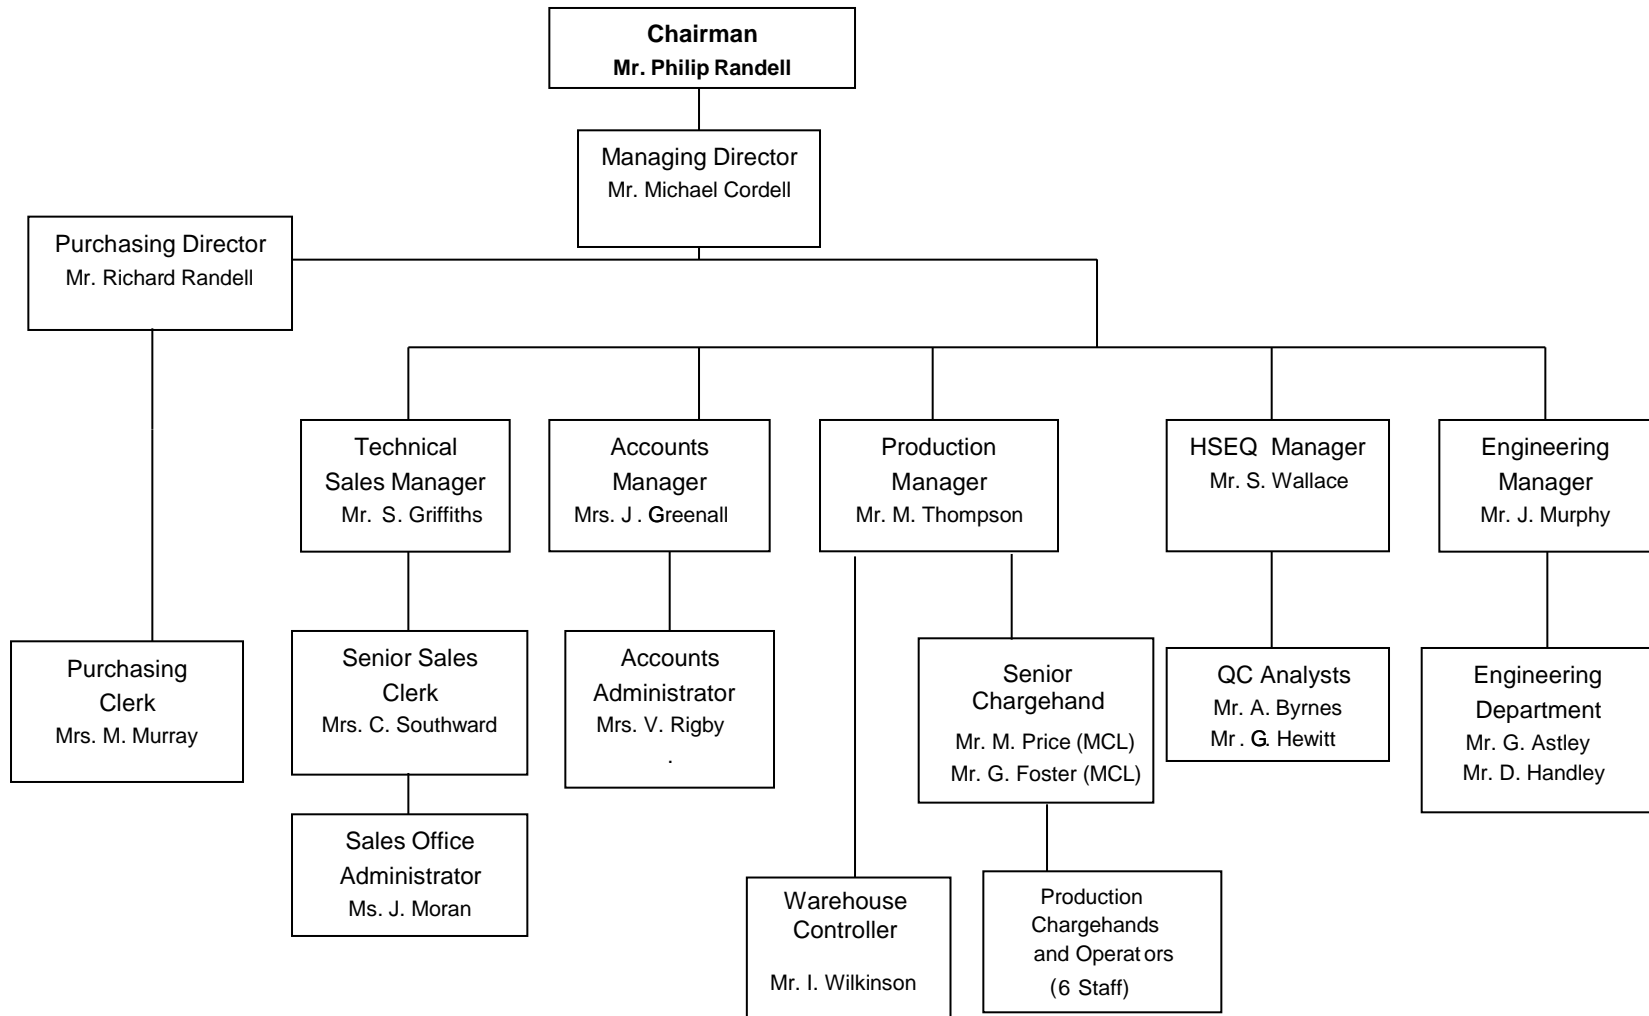 Chairman
Mr. Philip Randell
Managing Director
Mr. Michael Cordell
Purchasing Director
Mr. Richard Randell
Technical
Sales Manager
Mr. S. Griffiths
Accounts
Manager
Mrs. J . Greenall
Production
Manager
Mr. M. Thompson
HSEQ Manager
Mr. S. Wallace
Engineering
Manager
Mr. J. Murphy
Purchasing
Clerk
Mrs. M. Murray
Senior Sales
Clerk
Mrs. C. Southward
Accounts
Administrator
Mrs. V. Rigby
.
Senior
Chargehand
Mr. M. Price (MCL)
Mr. G. Foster (MCL)
QC Analysts
Mr. A. Byrnes
Mr . G. Hewitt
Engineering
Department
Mr. G. Astley
Mr. D. Handley
Sales Office
Administrator
Ms. J. Moran
Warehouse
Controller
Mr. I. Wilkinson
Production
Chargehands
and Operators
(6 Staff)